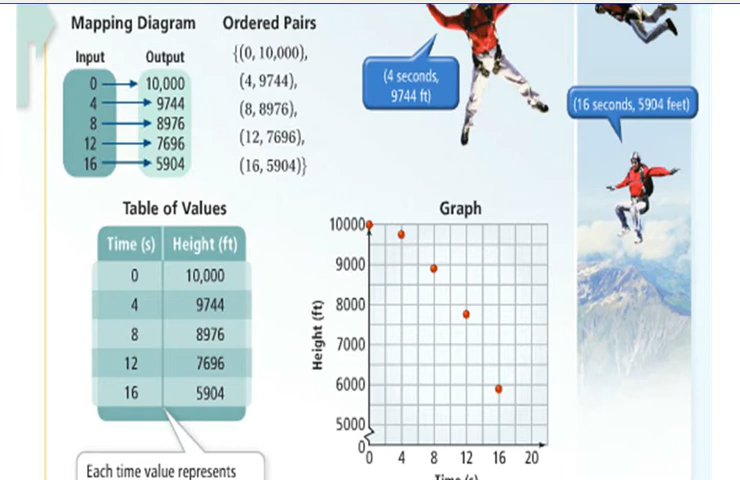 Mapping Diagram
Input Output
0 10,000
4 9744
8 8976
12 7696
16 5904
Ordered Pairs
{(0, 10,000),
(4, 9744),
(8, 8976),
(12, 7696),
(16, 5904)}
(4 seconds,
9744 ft)
(16 seconds, 5904 feet)
Table of Values
Time (s) Height (ft)
0 10,000
4 9744
8 8976
12 7696
16 5904
Each time value represents
Graph
Height (ft)
10000
9000
8000
7000
6000
5000
0
0 4 8 12 16 20
Time (s)